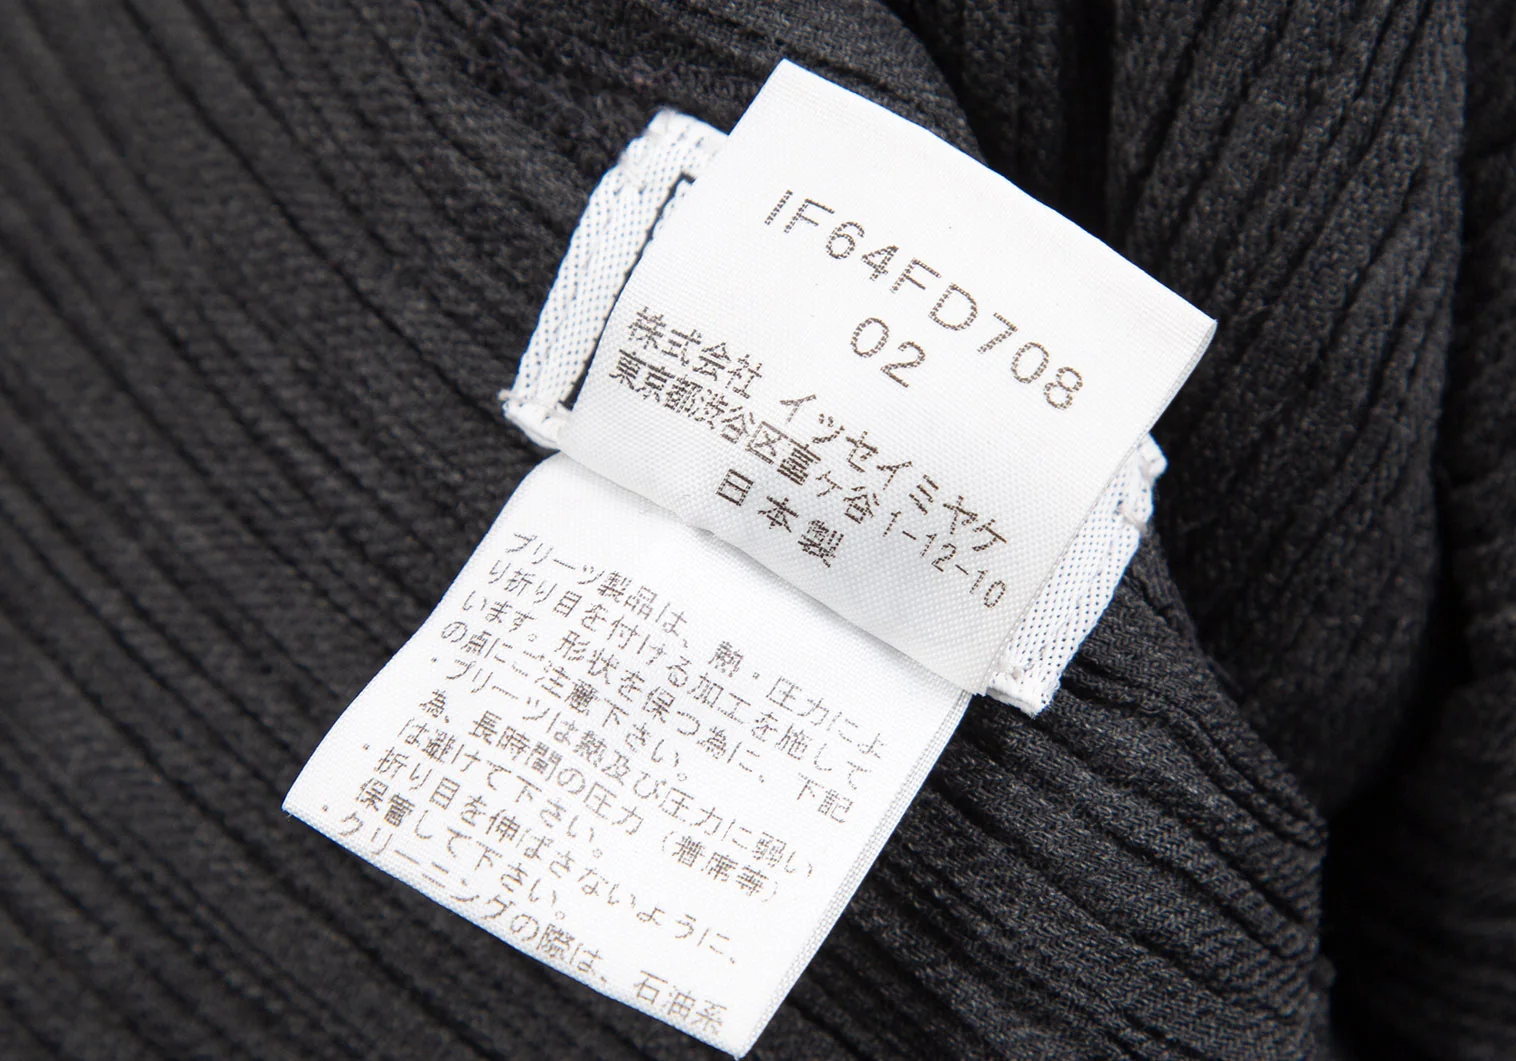 IF64FD708
02
株式会社 イッセイミヤケ
東京都渋谷区富ヶ谷1-12-10
日本製
プリーツ製品は、熱・圧力によ
り折り目を付ける加工を施して
います。形状を保つ為に、下記
の点にご注意下さい。
・プリーツは熱及び圧力に弱い
為、長時間の圧力(着席等)
は避けて下さい。
・折り目を伸ばさないように、
保管して下さい。
・クリーニングの際は、石油系